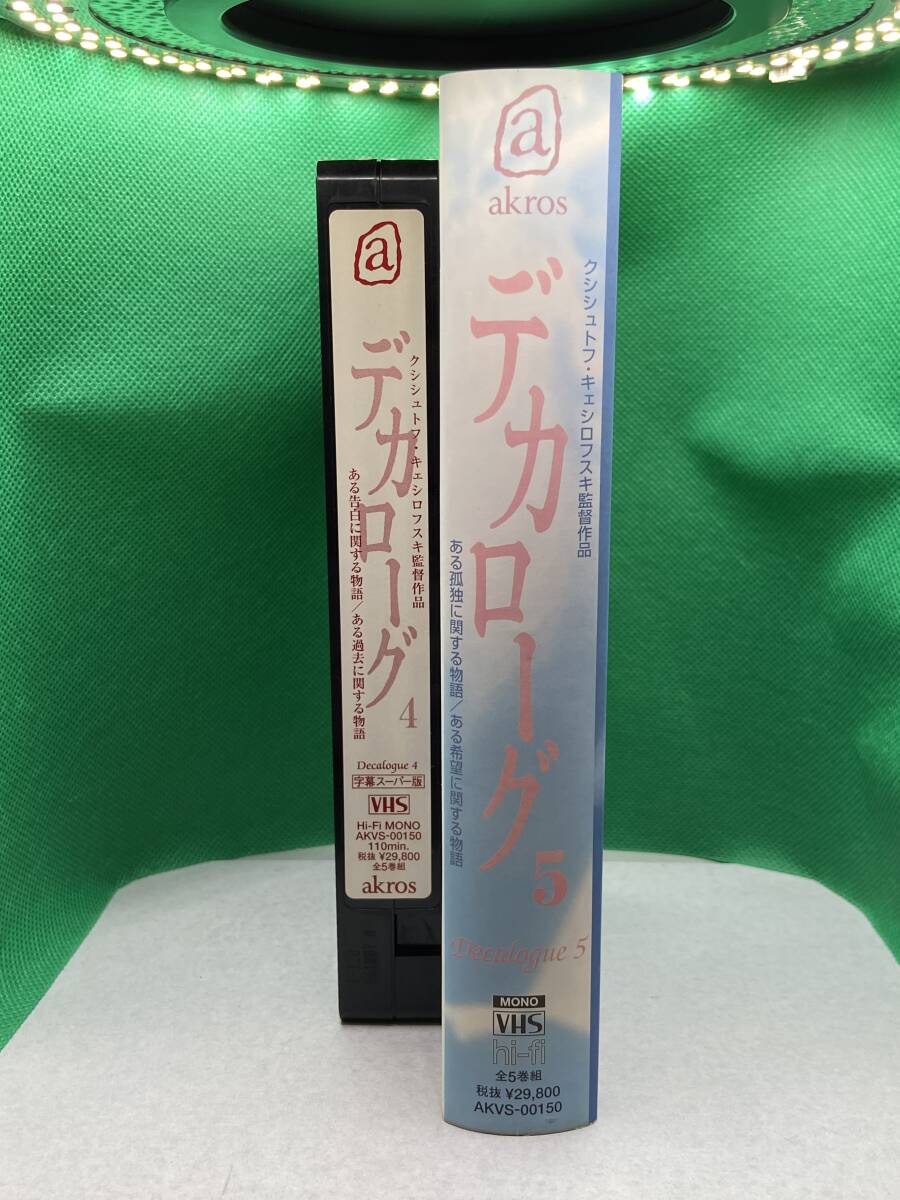 a
クシシュトフ・キェシロフスキ監督作品
デカローグ 4
ある告白に関する物語/ある過去に関する物語
Decalogue 4
字幕スーパー版
VHS
Hi-Fi MONO
AKVS-00150
110min.
税抜 ¥29,800
全5巻組
akros
a
akros
クシシュトフ・キェシロフスキ監督作品
デカローグ 5
ある孤独に関する物語/ある希望に関する物語
Decalogue 5
MONO
VHS
hi-fi
全5巻組
税抜 ¥29,800
AKVS-00150